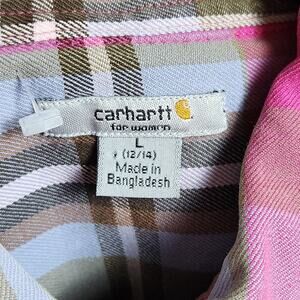 carhartt
for women
L
(12/14)
Made in
Bangladesh